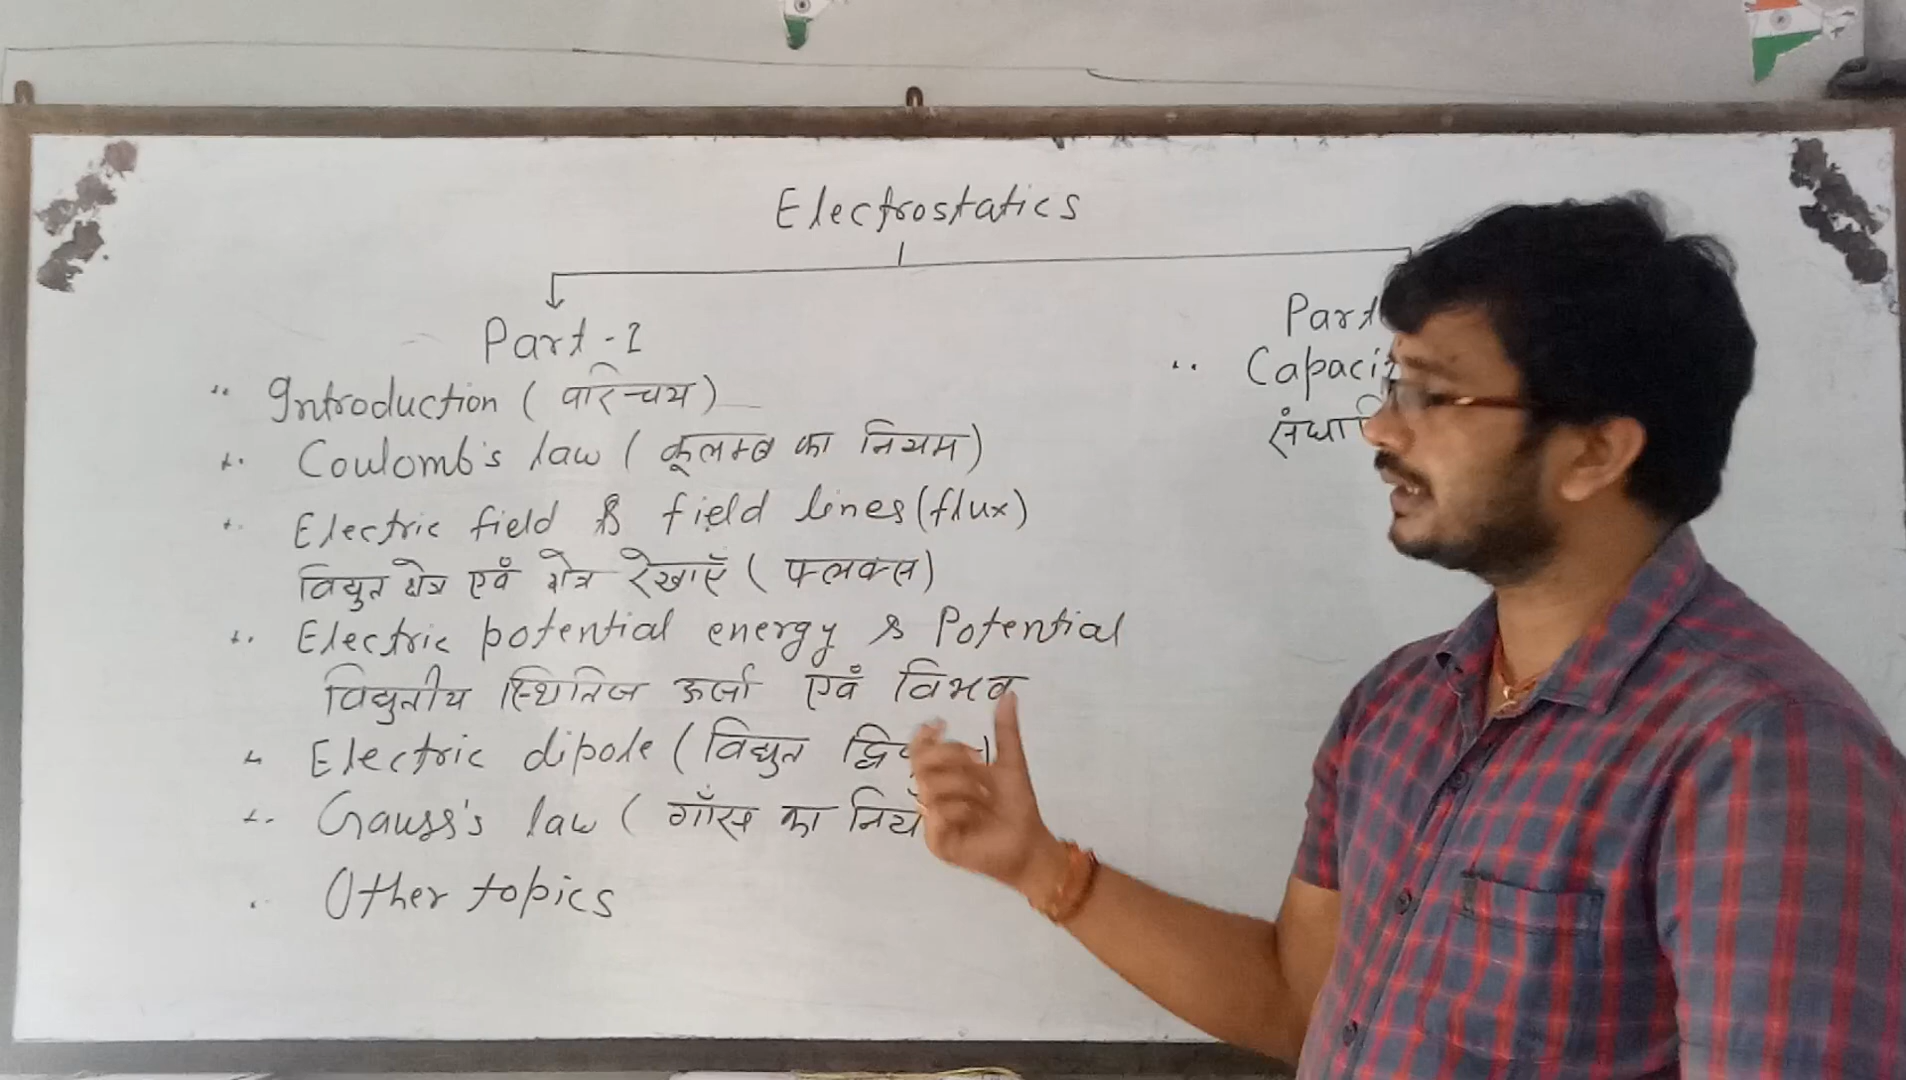 Electrostatics
Part-1
Introduction (परिचय)
Coulomb's law (कूलम्ब का नियम)
Electric field & field lines (flux)
विद्युत क्षेत्र एवं क्षेत्र रेखाएँ (फ्लक्स)
Electric potential energy & Potential
विद्युतीय स्थितिज ऊर्जा एवं विभव
Electric dipole (विद्युत
Gauss's law (गॉस का
Other topics
Part